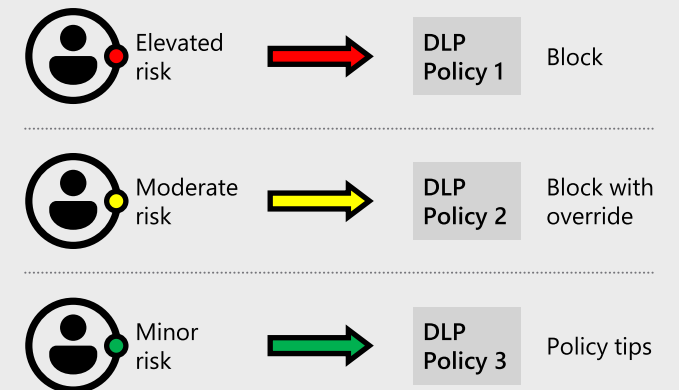 Elevated
risk
DLP
Policy 1
Block
Moderate
risk
DLP
Policy 2
Block with
override
Minor
risk
DLP
Policy 3
Policy tips